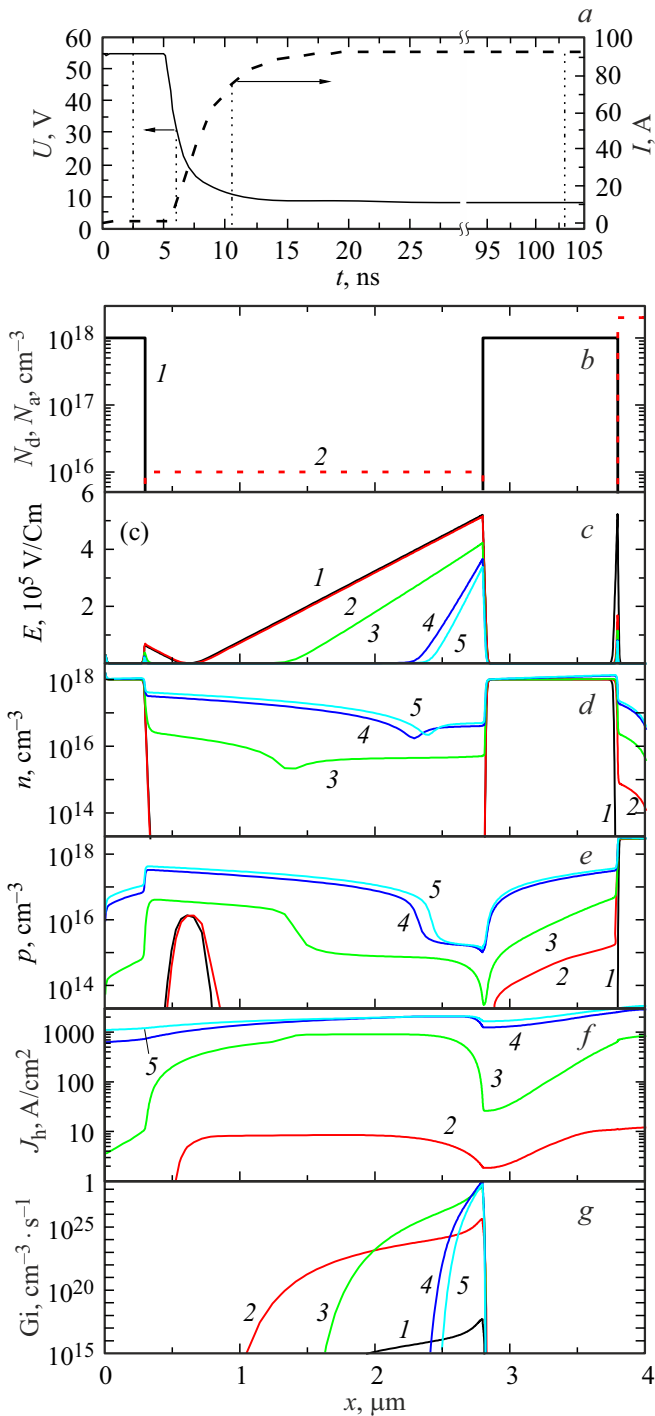 a
60
50
40
30
20
10
0
U, V
100
80
60
40
20
0
I, A
0 5 10 15 20 25 30 95 100 105
t, ns
b
10^18
10^17
10^16
N_d, N_a, cm^−3
1
2
(c)
c
6
4
2
E, 10^5 V/Cm
1
2
3
4
5
d
10^18
10^16
10^14
n, cm^−3
5
4
3
1
2
e
10^18
10^16
10^14
p, cm^−3
5
4
3
2
1
f
1000
100
10
1
J_h, A/cm^2
5
4
3
2
g
1
10^25
10^20
10^15
Gi, cm^−3 · s^−1
2
3
4
5
1
0 1 2 3 4
x, μm